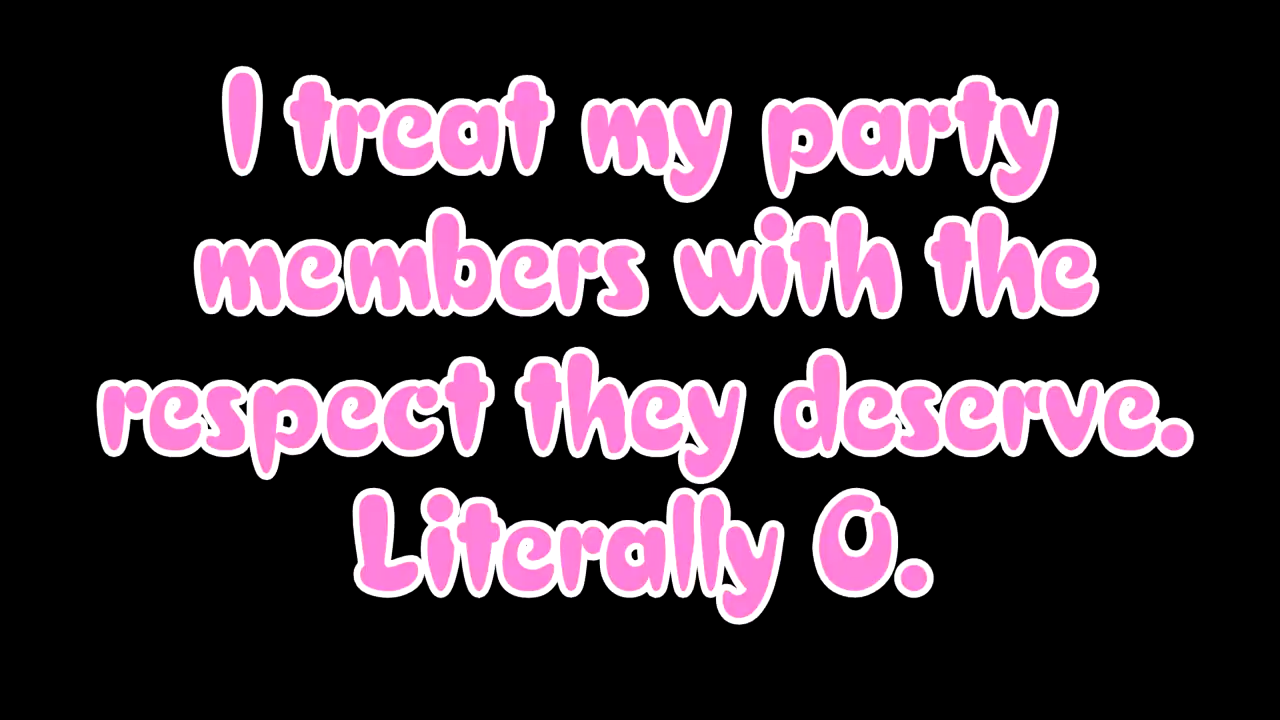 I treat my party
members with the
respect they deserve.
Literally 0.